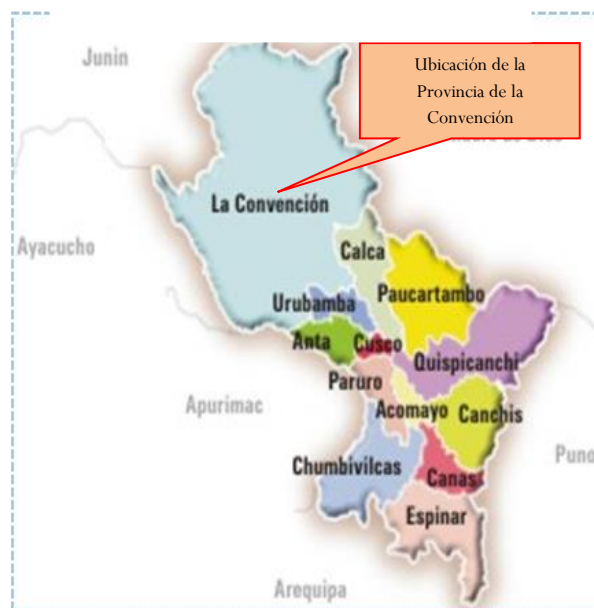 Junin
Ubicación de la
Provincia de la
Convención
La Convención
Ayacucho
Calca
Paucartambo
Urubamba
Anta
Cusco
Quispicanchi
Paruro
Apurimac
Acomayo
Canchis
Puno
Chumbivilcas
Canas
Espinar
Arequipa